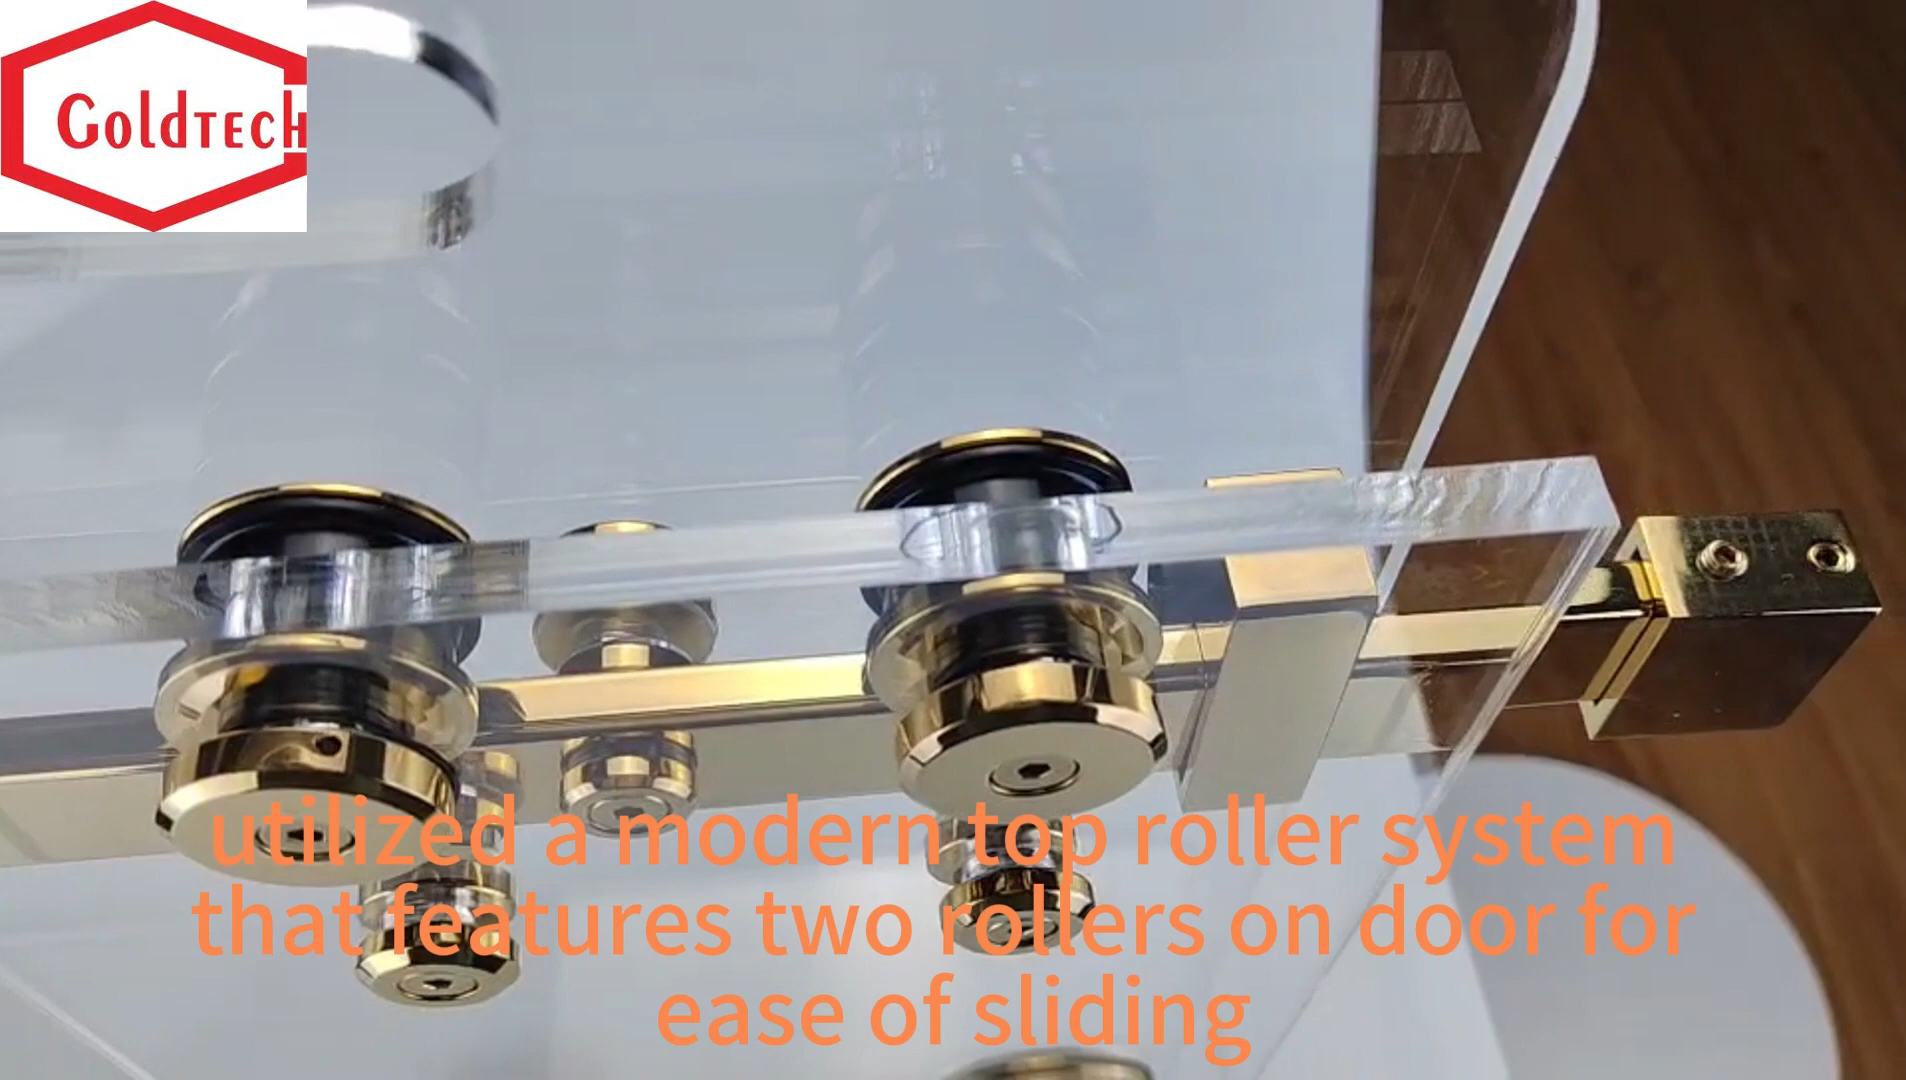 GoldTECH
utilized a modern top roller system
that features two rollers on door for
ease of sliding